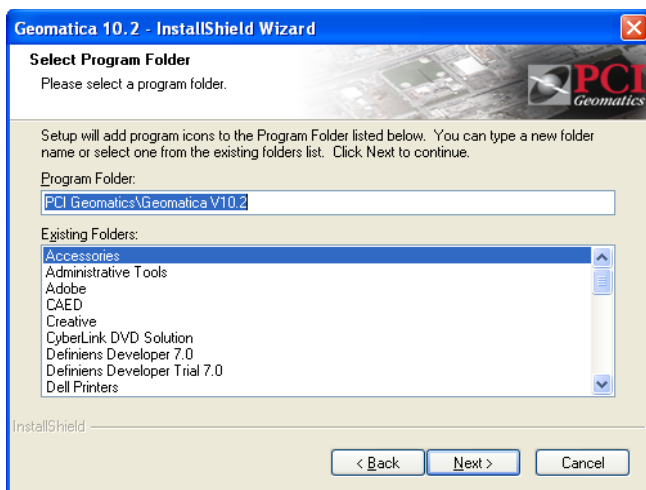 Geomatica 10.2 - InstallShield Wizard
Select Program Folder
Please select a program folder.
PCI
Geomatics
Setup will add program icons to the Program Folder listed below.  You can type a new folder
name or select one from the existing folders list.  Click Next to continue.
Program Folder:
PCI Geomatics\Geomatica V10.2
Existing Folders:
Accessories
Administrative Tools
Adobe
CAED
Creative
CyberLink DVD Solution
Definiens Developer 7.0
Definiens Developer Trial 7.0
Dell Printers
InstallShield
< Back
Next >
Cancel